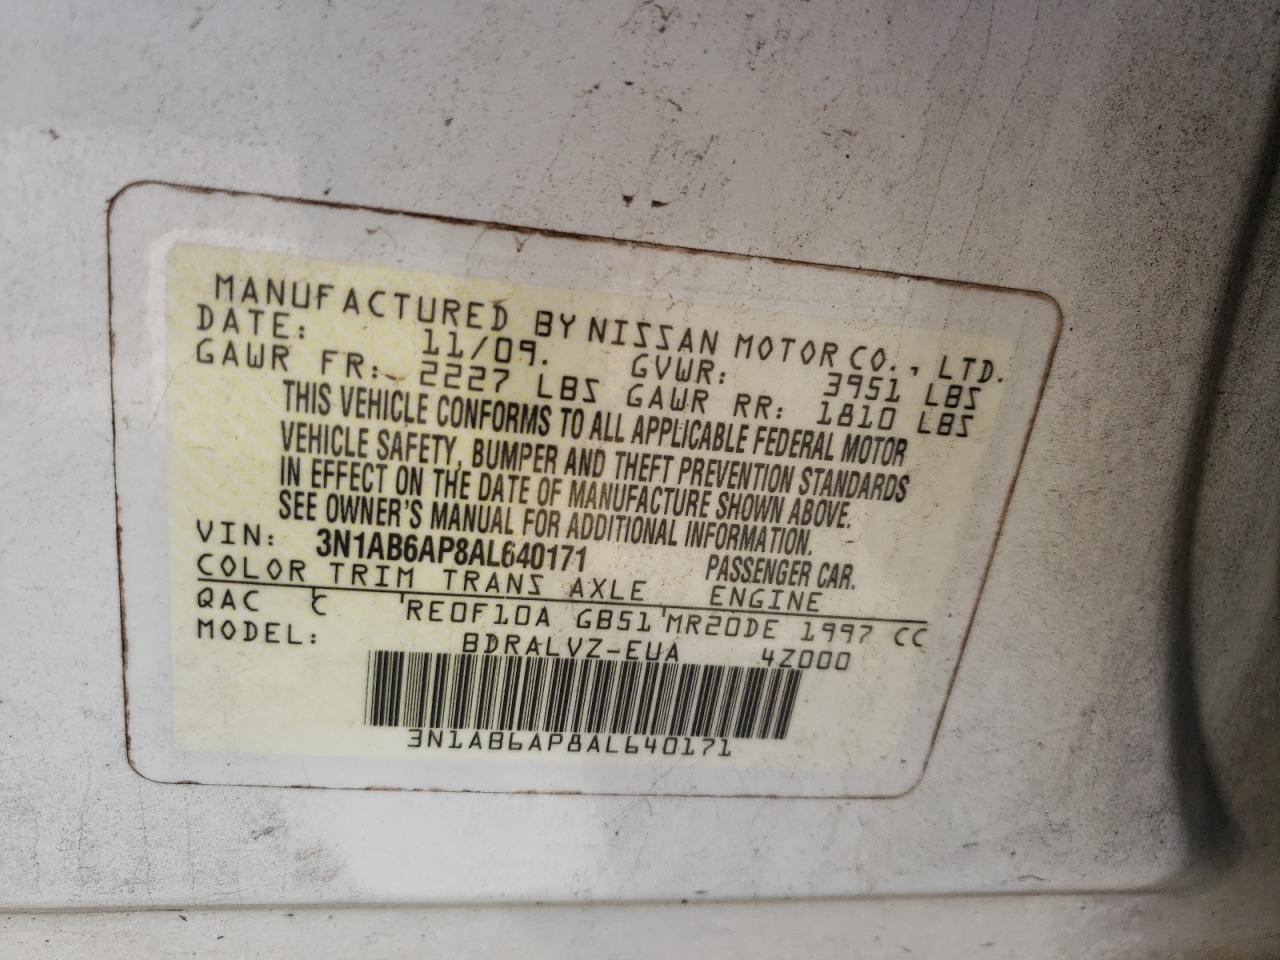 MANUFACTURED BY NISSAN MOTOR CO., LTD.
DATE: 11/09. GVWR: 3951 LBS
GAWR FR: 2227 LBS GAWR RR: 1810 LBS
THIS VEHICLE CONFORMS TO ALL APPLICABLE FEDERAL MOTOR
VEHICLE SAFETY, BUMPER AND THEFT PREVENTION STANDARDS
IN EFFECT ON THE DATE OF MANUFACTURE SHOWN ABOVE.
SEE OWNER'S MANUAL FOR ADDITIONAL INFORMATION.
VIN: 3N1AB6AP8AL640171 PASSENGER CAR.
COLOR TRIM TRANS AXLE ENGINE
QAC C RE0F10A GB51 MR20DE 1997 CC
MODEL: BDRALVZ-EUA 4Z000
3N1AB6AP8AL640171